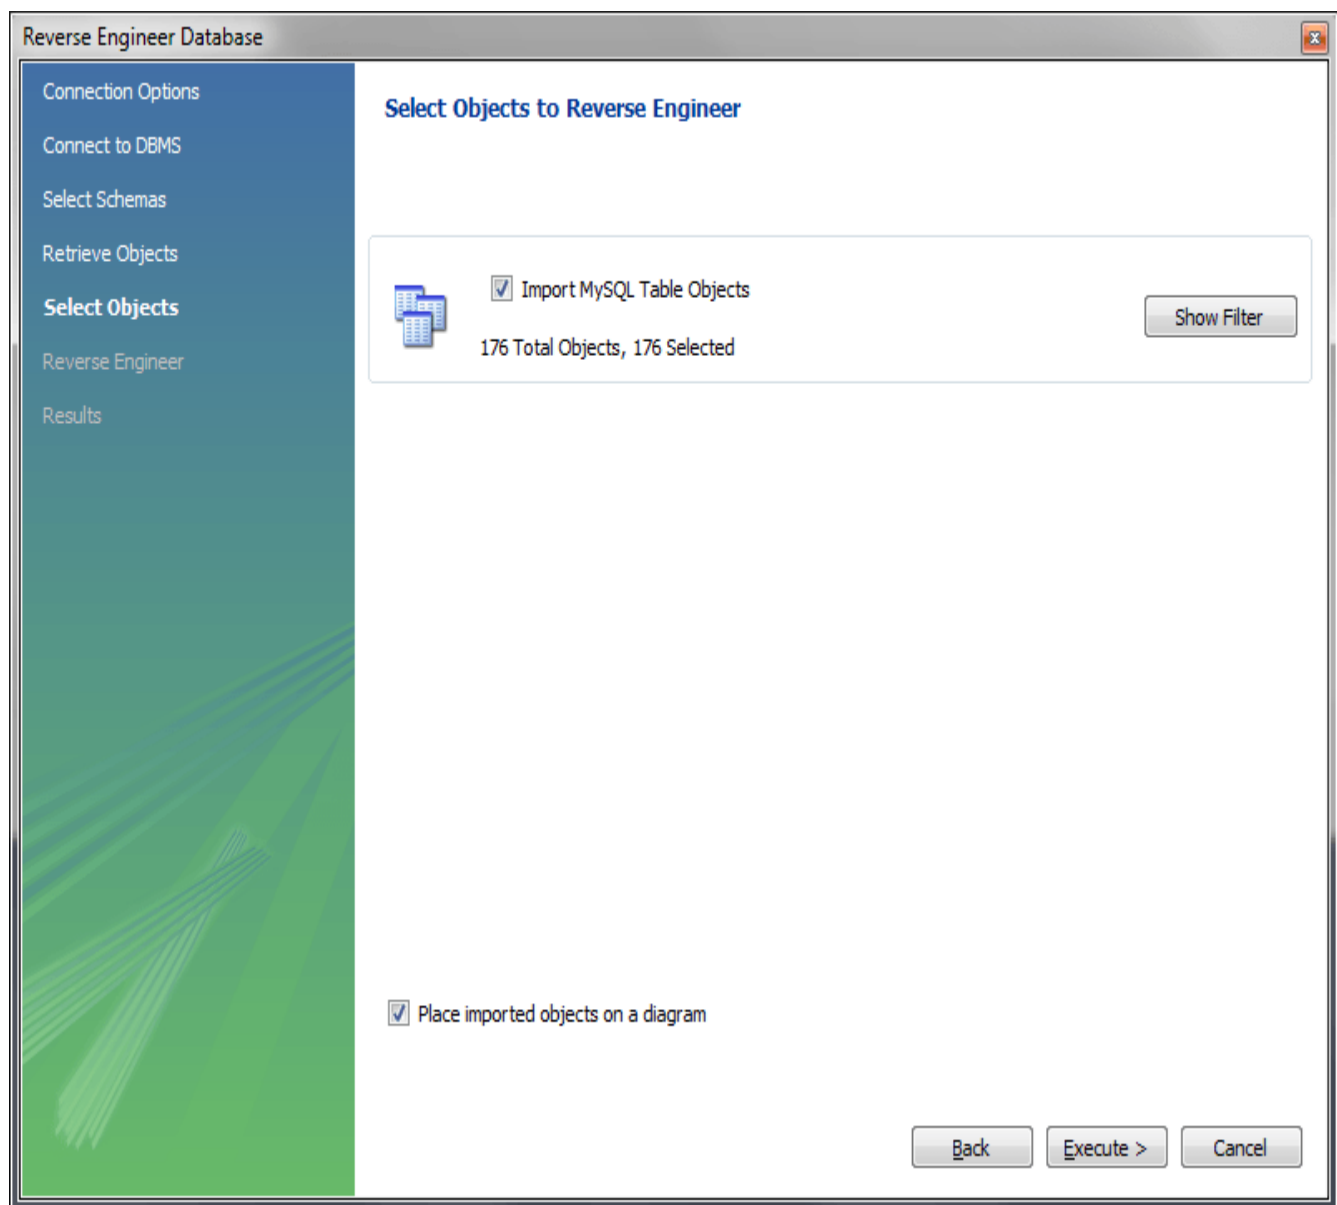 Reverse Engineer Database
Connection Options
Connect to DBMS
Select Schemas
Retrieve Objects
Select Objects
Reverse Engineer
Results
Select Objects to Reverse Engineer
Import MySQL Table Objects
176 Total Objects, 176 Selected
Show Filter
Place imported objects on a diagram
Back
Execute >
Cancel